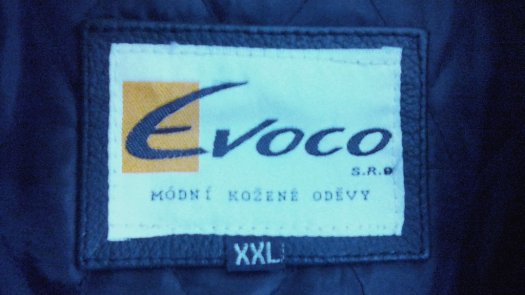 Evoco
S.R.O
MÓDNÍ KOŽENÉ ODĚVY
XXL